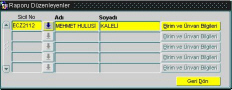 Raporu Düzenleyenler
Sicil No Adı Soyadı
ECZ2112 MEHMET HULUSİ KALELİ Birim ve Ünvan Bilgileri
Birim ve Ünvan Bilgileri
Birim ve Ünvan Bilgileri
Birim ve Ünvan Bilgileri
Birim ve Ünvan Bilgileri
Geri Dön